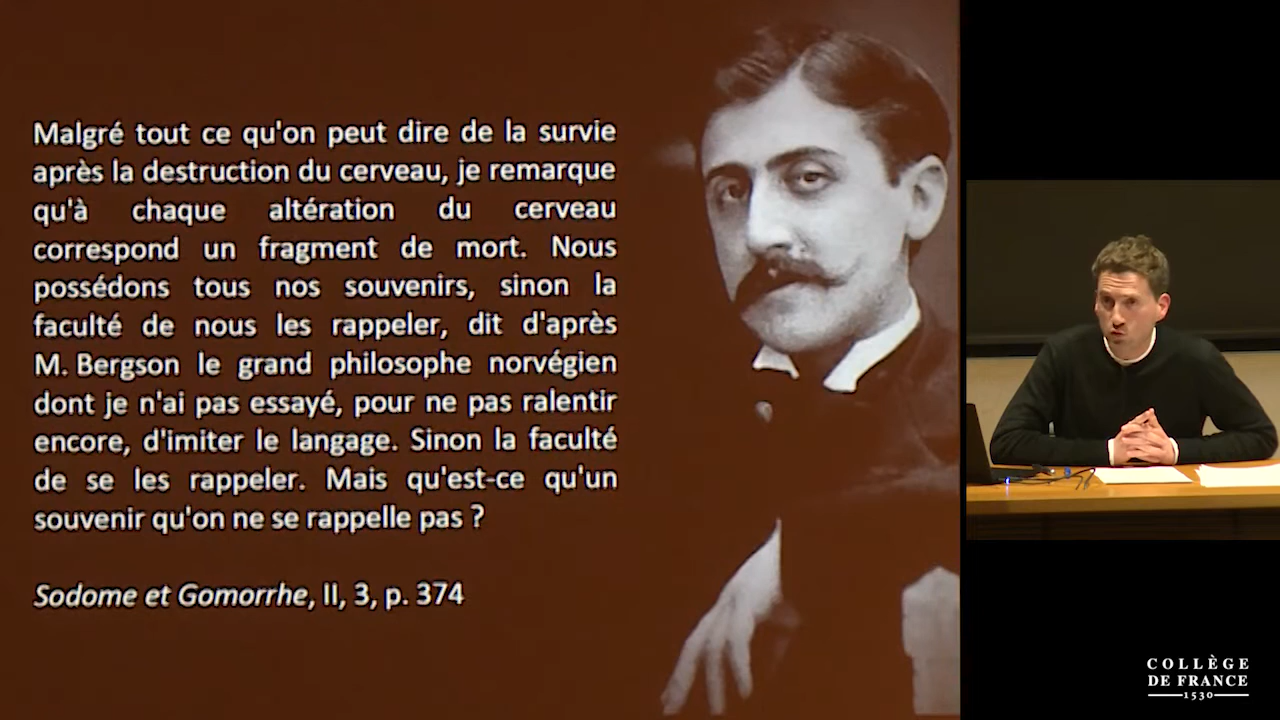 Malgré tout ce qu'on peut dire de la survie
après la destruction du cerveau, je remarque
qu'à chaque altération du cerveau
correspond un fragment de mort. Nous
possédons tous nos souvenirs, sinon la
faculté de nous les rappeler, dit d'après
M. Bergson le grand philosophe norvégien
dont je n'ai pas essayé, pour ne pas ralentir
encore, d'imiter le langage. Sinon la faculté
de se les rappeler. Mais qu'est-ce qu'un
souvenir qu'on ne se rappelle pas ?
Sodome et Gomorrhe, II, 3, p. 374
COLLÈGE
DE FRANCE
1530